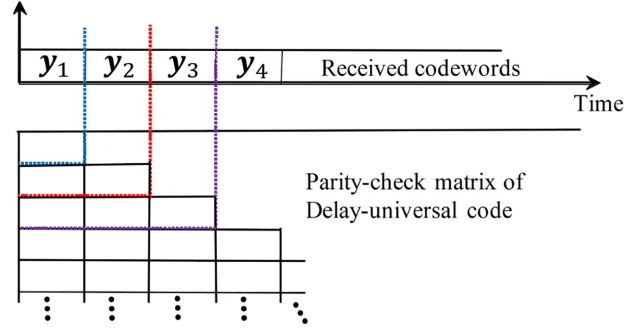 y₁ y₂ y₃ y₄ Received codewords
Time
Parity-check matrix of
Delay-universal code